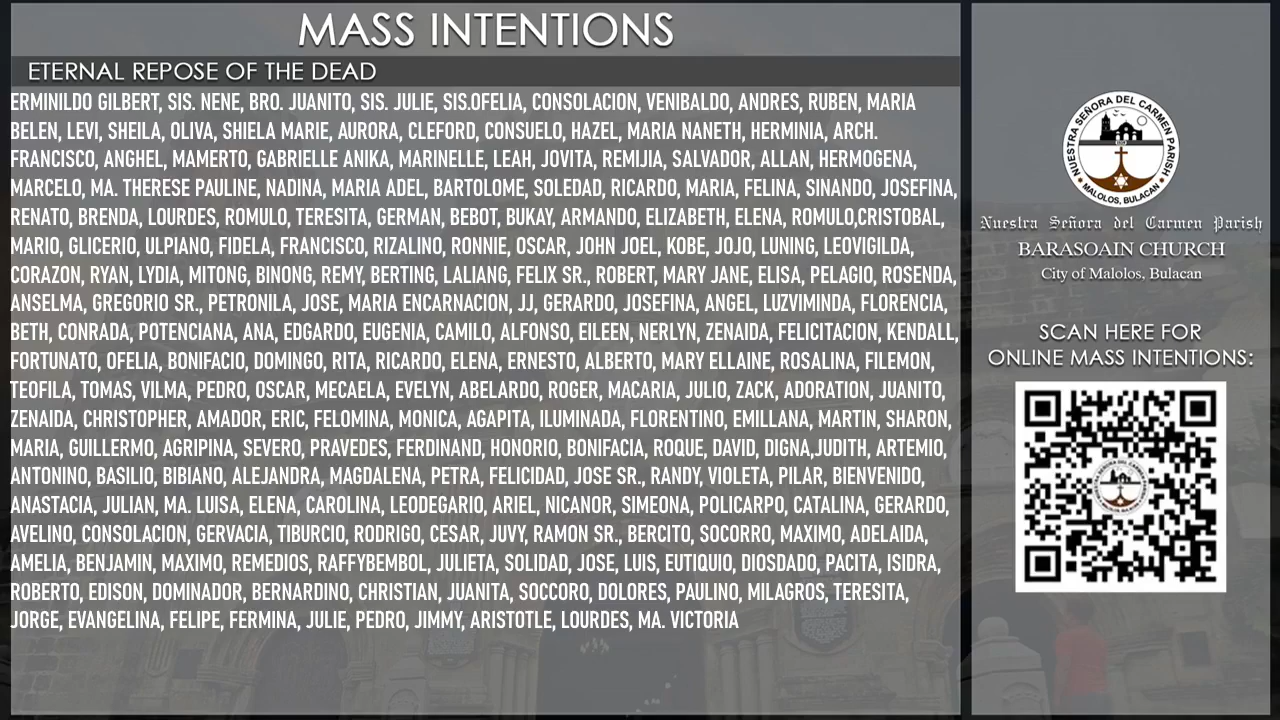 MASS INTENTIONS
ETERNAL REPOSE OF THE DEAD
ERMINILDO GILBERT, SIS. NENE, BRO. JUANITO, SIS. JULIE, SIS.OFELIA, CONSOLACION, VENIBALDO, ANDRES, RUBEN, MARIA
BELEN, LEVI, SHEILA, OLIVA, SHIELA MARIE, AURORA, CLEFORD, CONSUELO, HAZEL, MARIA NANETH, HERMINIA, ARCH.
FRANCISCO, ANGHEL, MAMERTO, GABRIELLE ANIKA, MARINELLE, LEAH, JOVITA, REMIJIA, SALVADOR, ALLAN, HERMOGENA,
MARCELO, MA. THERESE PAULINE, NADINA, MARIA ADEL, BARTOLOME, SOLEDAD, RICARDO, MARIA, FELINA, SINANDO, JOSEFINA,
RENATO, BRENDA, LOURDES, ROMULO, TERESITA, GERMAN, BEBOT, BUKAY, ARMANDO, ELIZABETH, ELENA, ROMULO,CRISTOBAL,
MARIO, GLICERIO, ULPIANO, FIDELA, FRANCISCO, RIZALINO, RONNIE, OSCAR, JOHN JOEL, KOBE, JOJO, LUNING, LEOVIGILDA,
CORAZON, RYAN, LYDIA, MITONG, BINONG, REMY, BERTING, LALIANG, FELIX SR., ROBERT, MARY JANE, ELISA, PELAGIO, ROSENDA,
ANSELMA, GREGORIO SR., PETRONILA, JOSE, MARIA ENCARNACION, JJ, GERARDO, JOSEFINA, ANGEL, LUZVIMINDA, FLORENCIA,
BETH, CONRADA, POTENCIANA, ANA, EDGARDO, EUGENIA, CAMILO, ALFONSO, EILEEN, NERLYN, ZENAIDA, FELICITACION, KENDALL,
FORTUNATO, OFELIA, BONIFACIO, DOMINGO, RITA, RICARDO, ELENA, ERNESTO, ALBERTO, MARY ELLAINE, ROSALINA, FILEMON,
TEOFILA, TOMAS, VILMA, PEDRO, OSCAR, MECAELA, EVELYN, ABELARDO, ROGER, MACARIA, JULIO, ZACK, ADORATION, JUANITO,
ZENAIDA, CHRISTOPHER, AMADOR, ERIC, FELOMINA, MONICA, AGAPITA, ILUMINADA, FLORENTINO, EMILLANA, MARTIN, SHARON,
MARIA, GUILLERMO, AGRIPINA, SEVERO, PRAVEDES, FERDINAND, HONORIO, BONIFACIA, ROQUE, DAVID, DIGNA,JUDITH, ARTEMIO,
ANTONINO, BASILIO, BIBIANO, ALEJANDRA, MAGDALENA, PETRA, FELICIDAD, JOSE SR., RANDY, VIOLETA, PILAR, BIENVENIDO,
ANASTACIA, JULIAN, MA. LUISA, ELENA, CAROLINA, LEODEGARIO, ARIEL, NICANOR, SIMEONA, POLICARPO, CATALINA, GERARDO,
AVELINO, CONSOLACION, GERVACIA, TIBURCIO, RODRIGO, CESAR, JUVY, RAMON SR., BERCITO, SOCORRO, MAXIMO, ADELAIDA,
AMELIA, BENJAMIN, MAXIMO, REMEDIOS, RAFFYBEMBOL, JULIETA, SOLIDAD, JOSE, LUIS, EUTIQUIO, DIOSDADO, PACITA, ISIDRA,
ROBERTO, EDISON, DOMINADOR, BERNARDINO, CHRISTIAN, JUANITA, SOCCORO, DOLORES, PAULINO, MILAGROS, TERESITA,
JORGE, EVANGELINA, FELIPE, FERMINA, JULIE, PEDRO, JIMMY, ARISTOTLE, LOURDES, MA. VICTORIA
NUESTRA SEÑORA DEL CARMEN PARISH
MALOLOS, BULACAN
Nuestra Señora del Carmen Parish
BARASOAIN CHURCH
City of Malolos, Bulacan
SCAN HERE FOR
ONLINE MASS INTENTIONS: